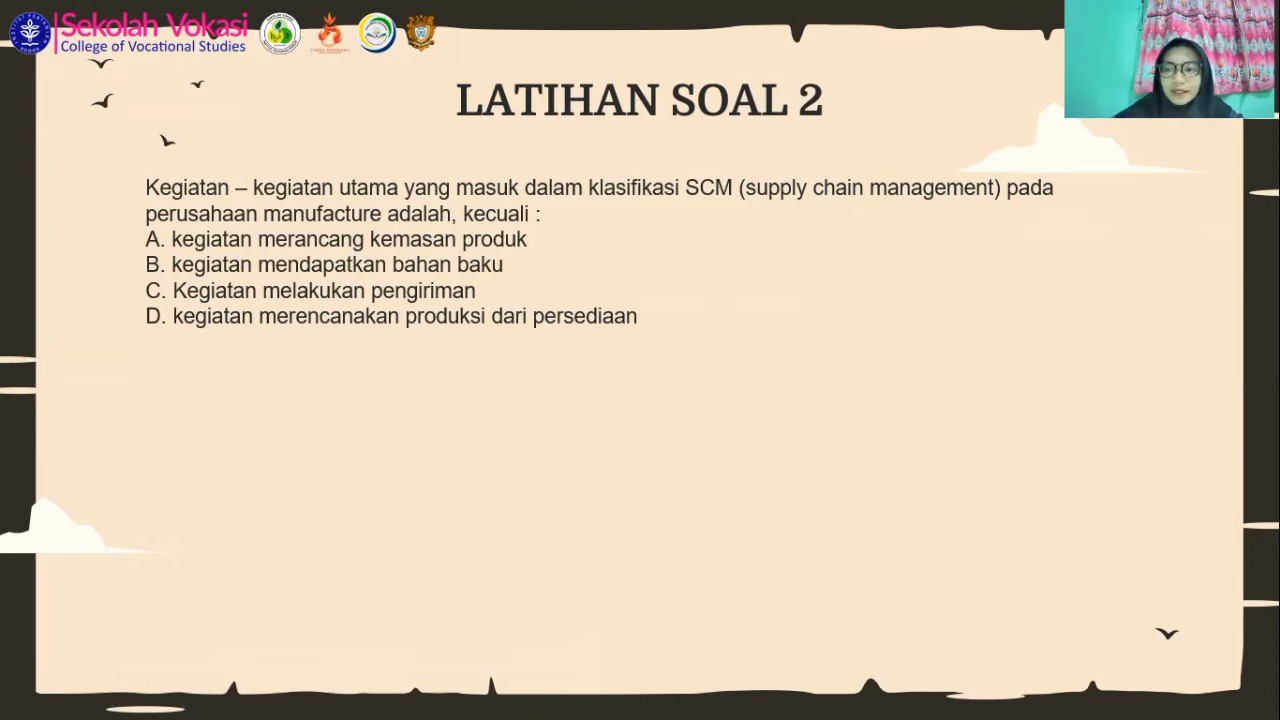 Sekolah Vokasi
College of Vocational Studies
LATIHAN SOAL 2
Kegiatan – kegiatan utama yang masuk dalam klasifikasi SCM (supply chain management) pada
perusahaan manufacture adalah, kecuali :
A. kegiatan merancang kemasan produk
B. kegiatan mendapatkan bahan baku
C. Kegiatan melakukan pengiriman
D. kegiatan merencanakan produksi dari persediaan